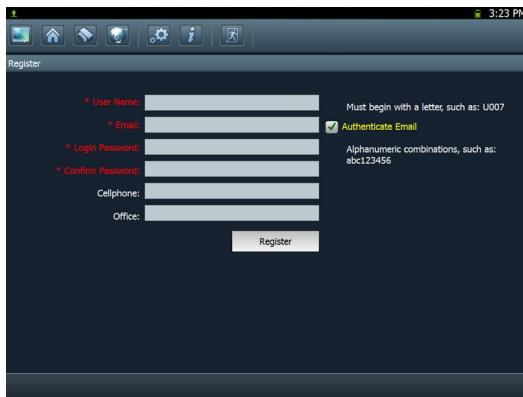 3:23 PM
Register
* User Name:
Must begin with a letter, such as: U007
* Email:
Authenticate Email
* Login Password:
Alphanumeric combinations, such as:
abc123456
* Confirm Password:
Cellphone:
Office:
Register